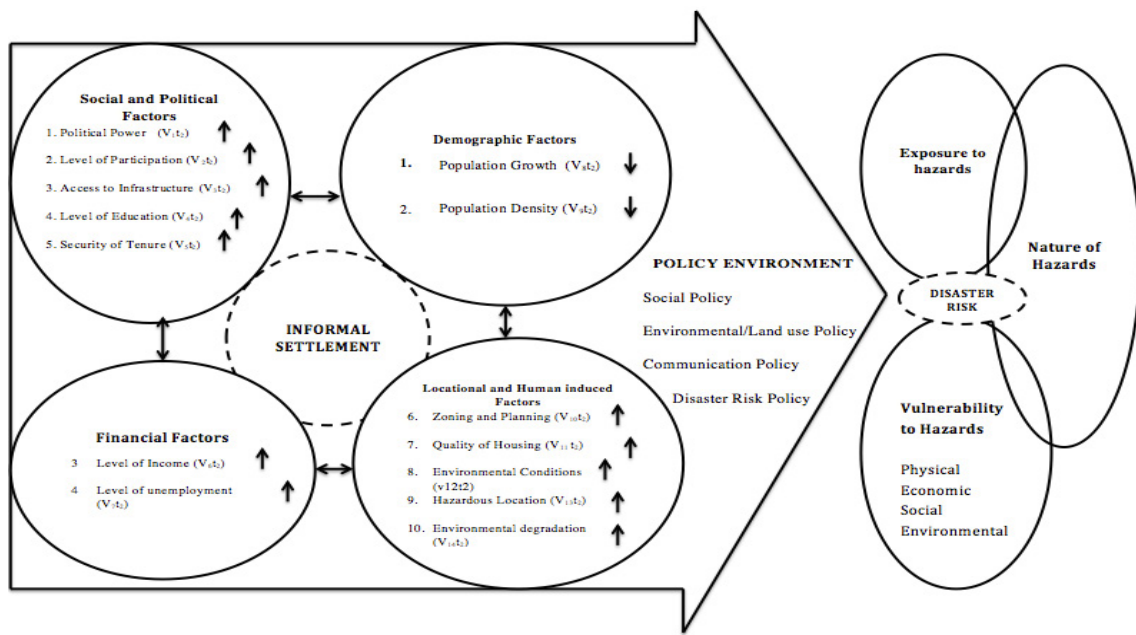 Social and Political
Factors
1. Political Power (V₁t₂)
2. Level of Participation (V₂t₂)
3. Access to Infrastructure (V₃t₂)
4. Level of Education (V₄t₂)
5. Security of Tenure (V₅t₂)
Demographic Factors
1. Population Growth (V₈t₂)
2. Population Density (V₉t₂)
INFORMAL
SETTLEMENT
Financial Factors
3 Level of Income (V₆t₂)
4 Level of unemployment
(V₇t₂)
Locational and Human induced
Factors
6. Zoning and Planning (V₁₀t₂)
7. Quality of Housing (V₁₁t₂)
8. Environmental Conditions
(v12t2)
9. Hazardous Location (V₁₃t₂)
10. Environmental degradation
(V₁₄t₂)
POLICY ENVIRONMENT
Social Policy
Environmental/Land use Policy
Communication Policy
Disaster Risk Policy
Exposure to
hazards
Nature of
Hazards
DISASTER
RISK
Vulnerability
to Hazards
Physical
Economic
Social
Environmental